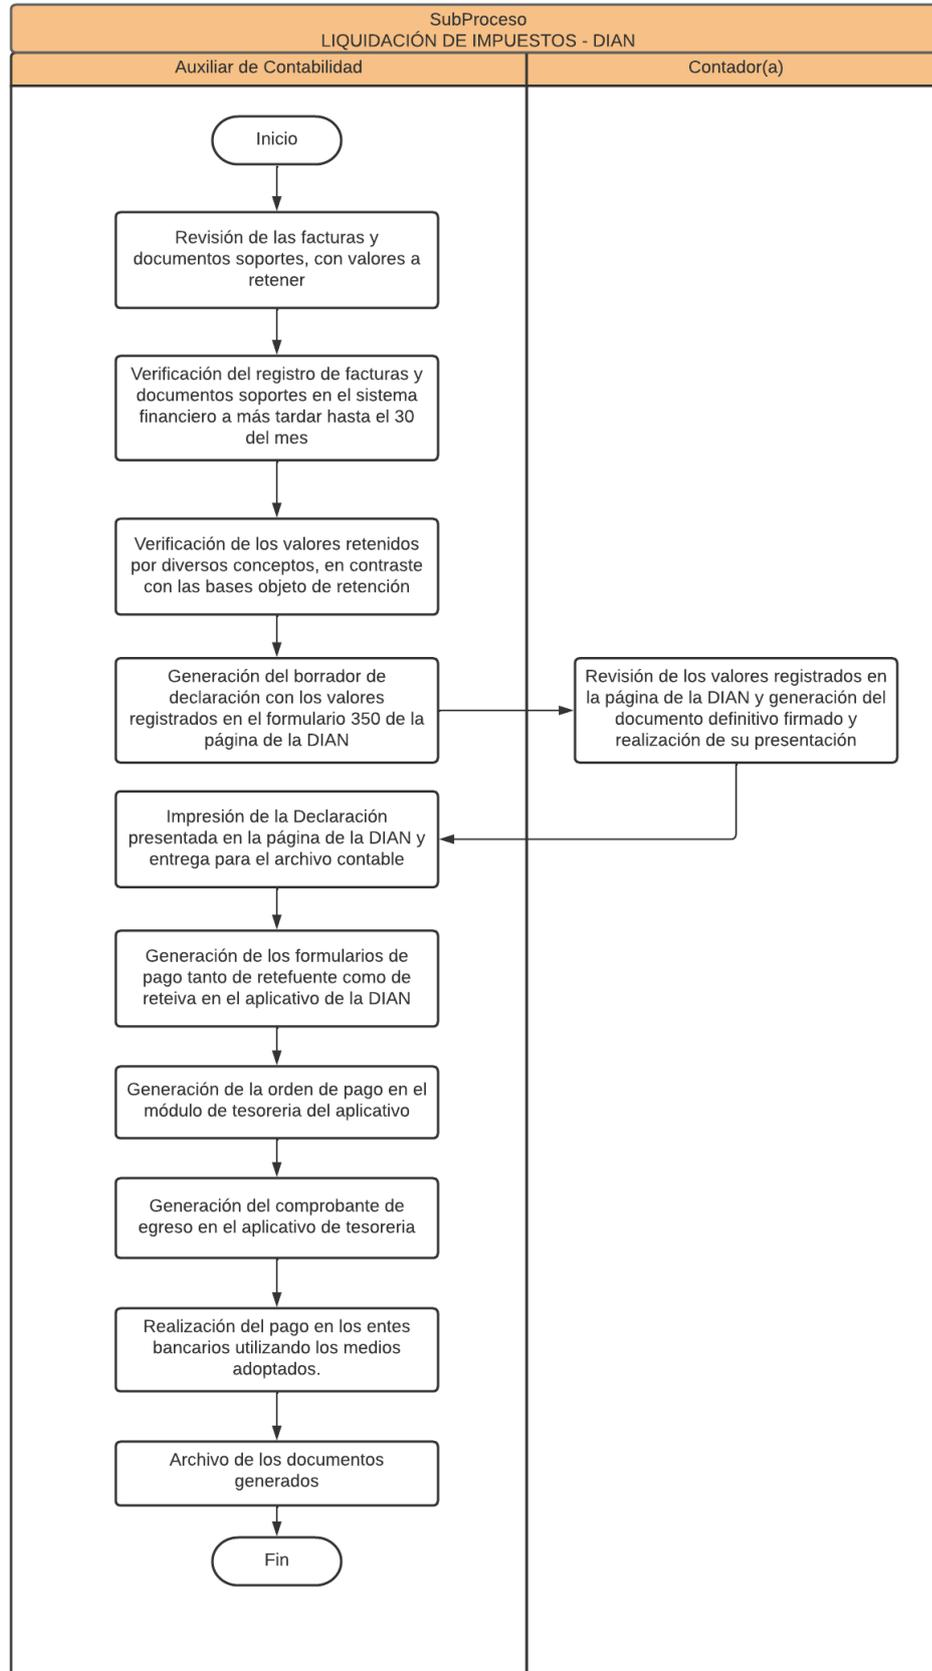 SubProceso
LIQUIDACIÓN DE IMPUESTOS - DIAN
Auxiliar de Contabilidad
Contador(a)
Inicio
Revisión de las facturas y
documentos soportes, con valores a
retener
Verificación del registro de facturas y
documentos soportes en el sistema
financiero a más tardar hasta el 30
del mes
Verificación de los valores retenidos
por diversos conceptos, en contraste
con las bases objeto de retención
Generación del borrador de
declaración con los valores
registrados en el formulario 350 de la
página de la DIAN
Revisión de los valores registrados en
la página de la DIAN y generación del
documento definitivo firmado y
realización de su presentación
Impresión de la Declaración
presentada en la página de la DIAN y
entrega para el archivo contable
Generación de los formularios de
pago tanto de retefuente como de
reteiva en el aplicativo de la DIAN
Generación de la orden de pago en el
módulo de tesoreria del aplicativo
Generación del comprobante de
egreso en el aplicativo de tesoreria
Realización del pago en los entes
bancarios utilizando los medios
adoptados.
Archivo de los documentos
generados
Fin